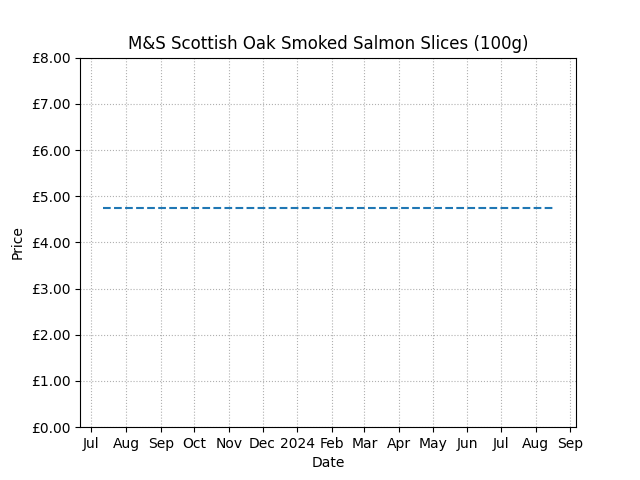 M&S Scottish Oak Smoked Salmon Slices (100g)
£8.00
£7.00
£6.00
£5.00
£4.00
£3.00
£2.00
£1.00
£0.00
Price
Jul Aug Sep Oct Nov Dec 2024 Feb Mar Apr May Jun Jul Aug Sep
Date